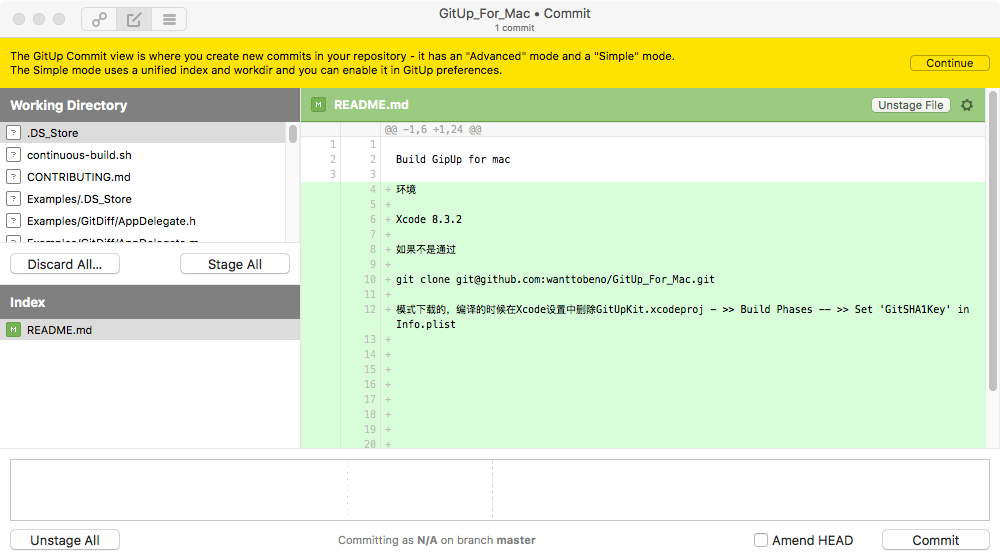 GitUp_For_Mac • Commit
1 commit
The GitUp Commit view is where you create new commits in your repository - it has an "Advanced" mode and a "Simple" mode.
The Simple mode uses a unified index and workdir and you can enable it in GitUp preferences.
Continue
Working Directory
? .DS_Store
? continuous-build.sh
? CONTRIBUTING.md
? Examples/.DS_Store
? Examples/GitDiff/AppDelegate.h
? Examples/GitDiff/AppDelegate.m
Discard All...
Stage All
Index
M README.md
M README.md
Unstage File
@@ -1,6 +1,24 @@
1 1
2 2 Build GipUp for mac
3 3
4 + 环境
5 +
6 + Xcode 8.3.2
7 +
8 + 如果不是通过
9 +
10 + git clone git@github.com:wanttobeno/GitUp_For_Mac.git
11 +
12 + 模式下载的，编译的时候在Xcode设置中删除GitUpKit.xcodeproj - >> Build Phases -- >> Set 'GitSHA1Key' in
Info.plist
13 +
14 +
15 +
16 +
17 +
18 +
19 +
20 +
Unstage All
Committing as N/A on branch master
Amend HEAD
Commit